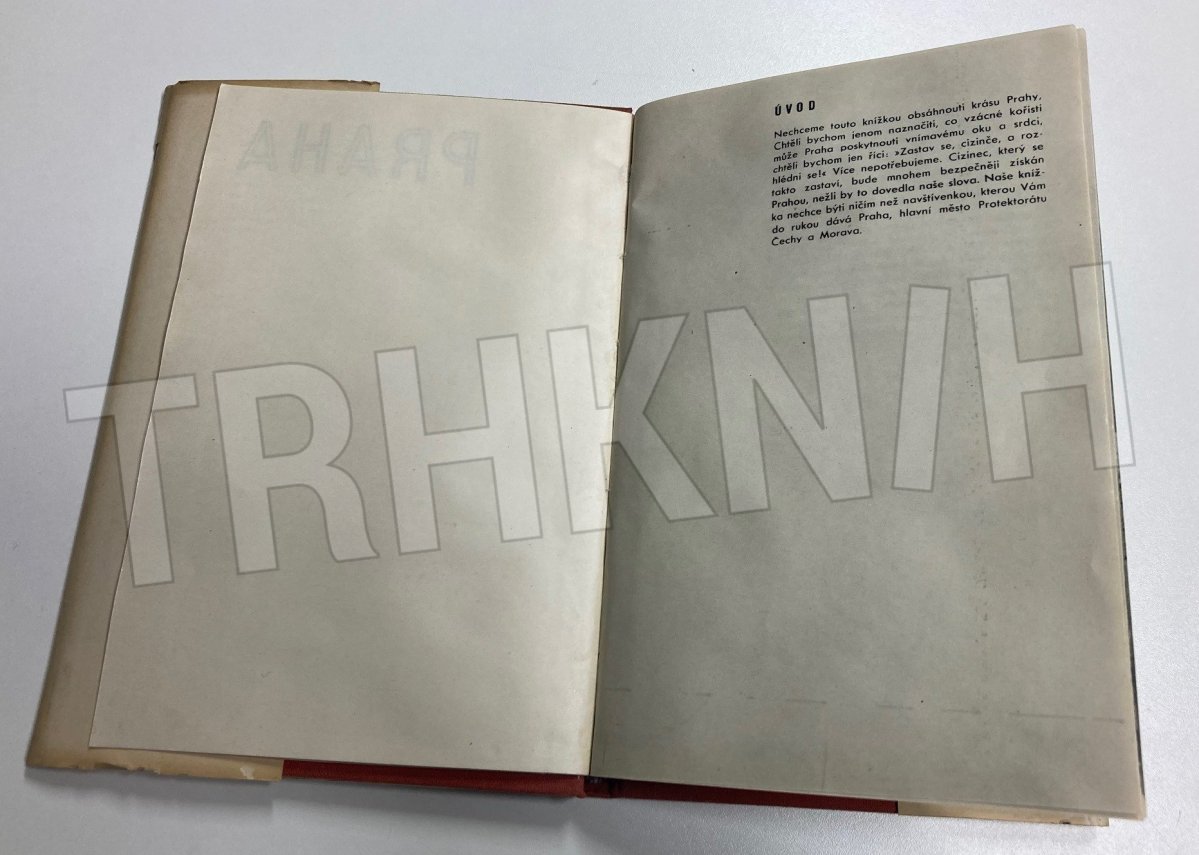 PRAHA
ÚVOD
Nechceme touto knížkou obsáhnouti krásu Prahy,
Chtěli bychom jenom naznačiti, co vzácné kořisti
může Praha poskytnouti vnímavému oku a srdci,
chtěli bychom jen říci: »Zastav se, cizinče, a roz-
hlédni se!« Více nepotřebujeme. Cizinec, který se
takto zastaví, bude mnohem bezpečněji získán
Prahou, nežli by to dovedla naše slova. Naše kníž-
ka nechce býti ničím než navštívenkou, kterou Vám
do rukou dává Praha, hlavní město Protektorátu
Čechy a Morava.
TRHKNIH